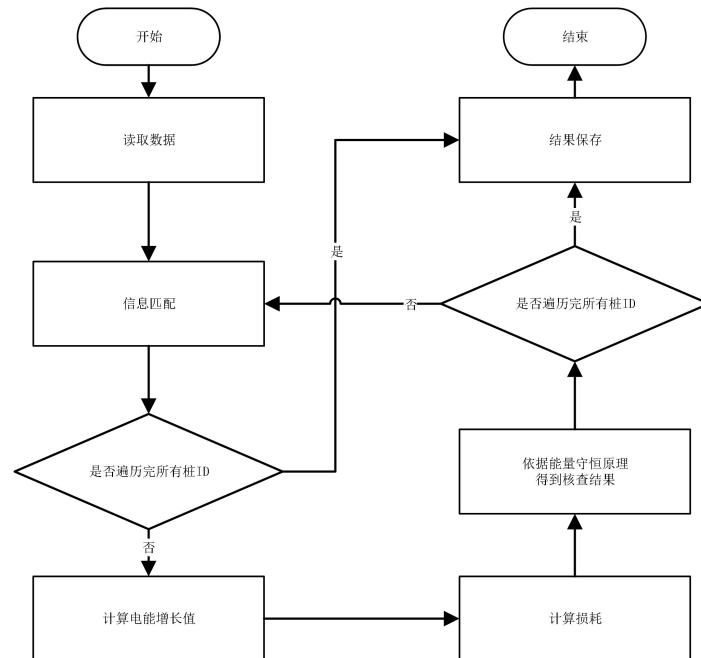 开始
读取数据
信息匹配
是否遍历完所有桩ID
否
计算电能增长值
计算损耗
依据能量守恒原理
得到核查结果
是否遍历完所有桩ID
否
是
是
结果保存
结束